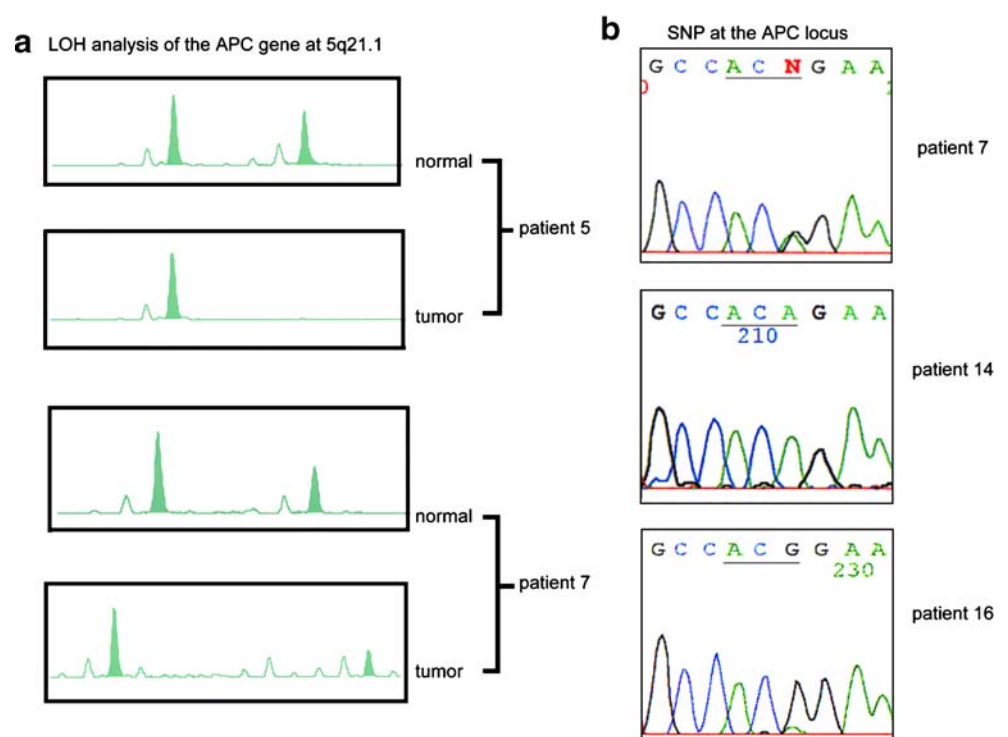 a LOH analysis of the APC gene at 5q21.1
normal
patient 5
tumor
normal
patient 7
tumor
b SNP at the APC locus
G C C A C N G A A
patient 7
G C C A C A G A A
210
patient 14
G C C A C G G A A
230
patient 16